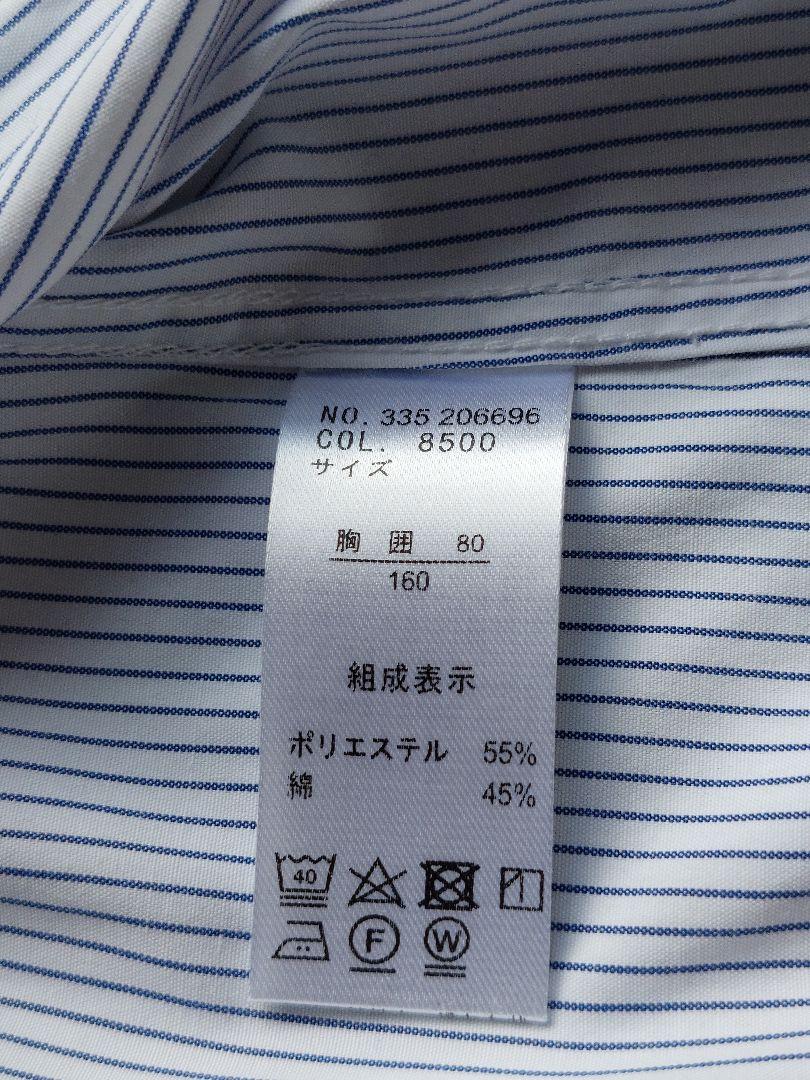 NO. 335 206696
COL. 8500
サイズ
胸 囲 80
160
組成表示
ポリエステル 55%
綿 45%
40
F W